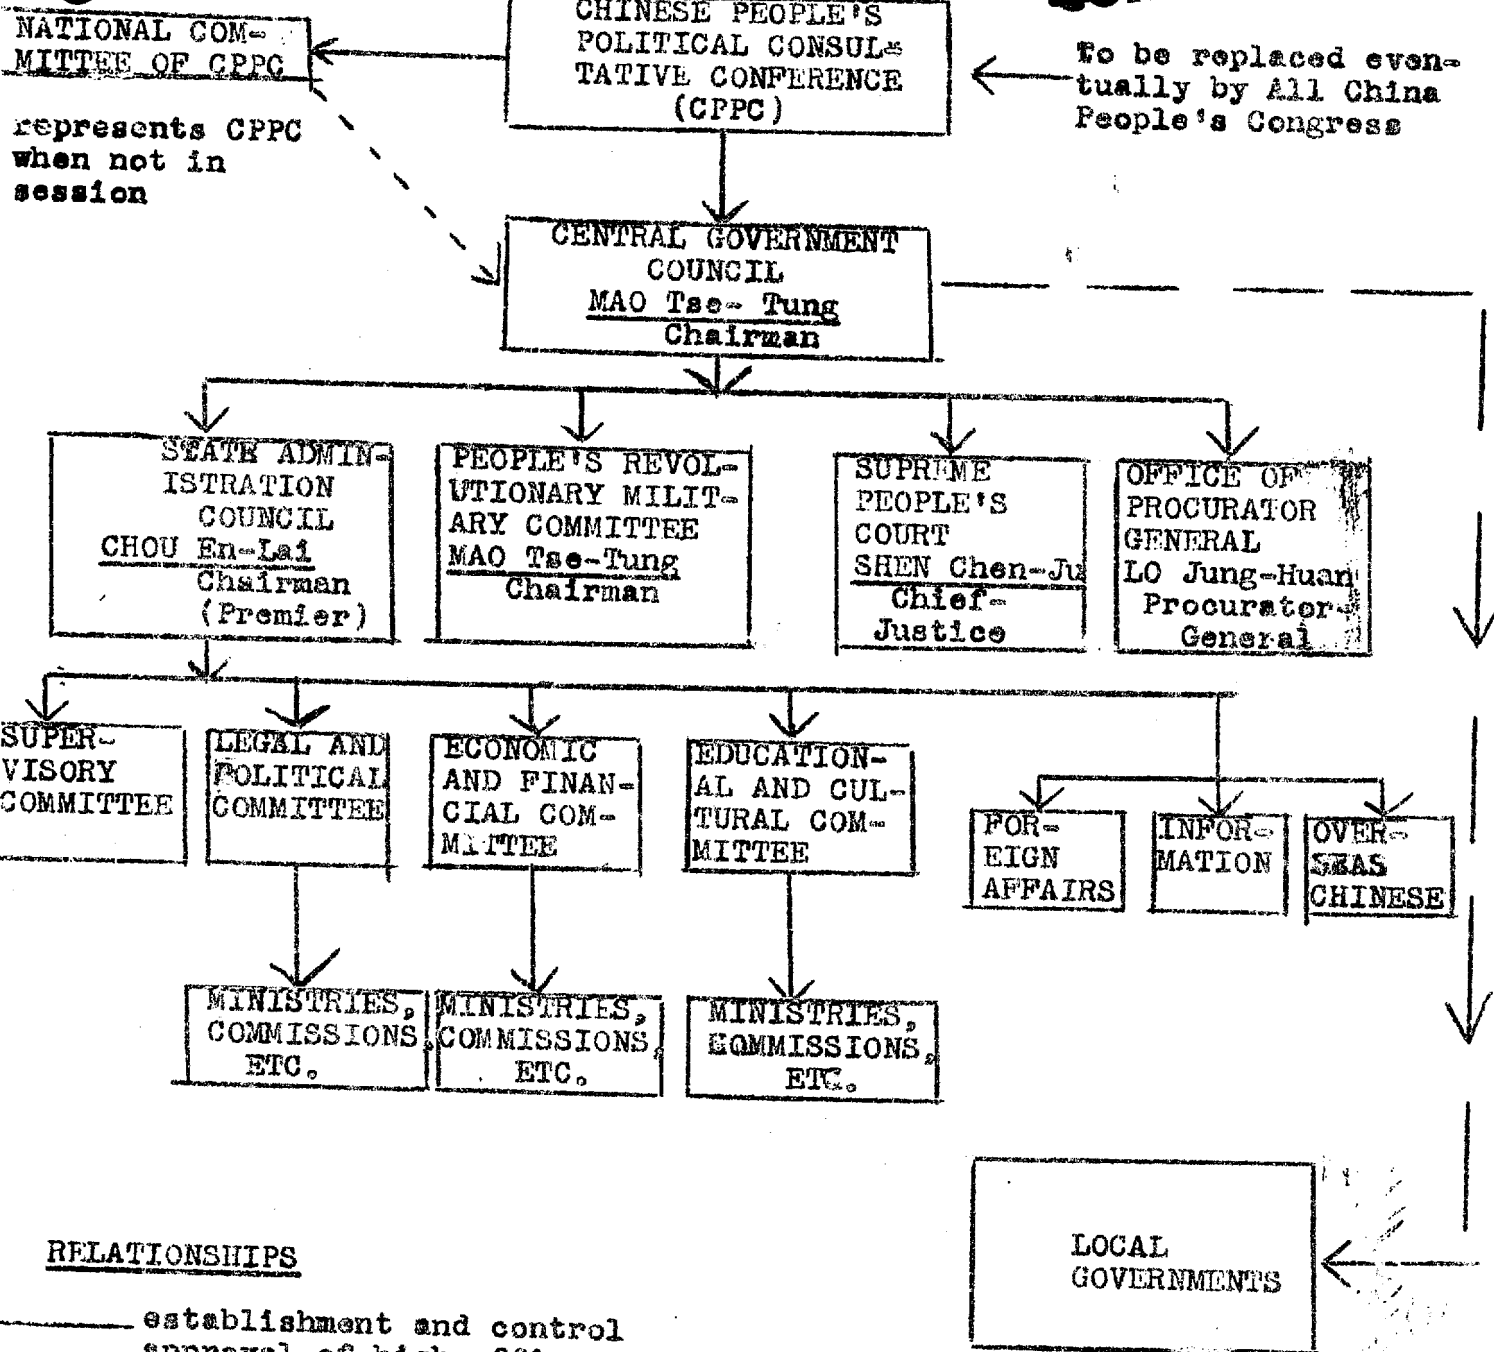 NATIONAL COM-
MITTEE OF CPPC
represents CPPC
when not in
session
CHINESE PEOPLE'S
POLITICAL CONSUL-
TATIVE CONFERENCE
(CPPC)
To be replaced even-
tually by All China
People's Congress
CENTRAL GOVERNMENT
COUNCIL
MAO Tse- Tung
Chairman
STATE ADMIN-
ISTRATION
COUNCIL
CHOU En-Lai
Chairman
(Premier)
PEOPLE'S REVOL-
UTIONARY MILIT-
ARY COMMITTEE
MAO Tse-Tung
Chairman
SUPREME
PEOPLE'S
COURT
SHEN Chen-Ju
Chief-
Justice
OFFICE OF
PROCURATOR
GENERAL
LO Jung-Huan
Procurator-
General
SUPER-
VISORY
COMMITTEE
LEGAL AND
POLITICAL
COMMITTEE
ECONOMIC
AND FINAN-
CIAL COM-
MITTEE
EDUCATION-
AL AND CUL-
TURAL COM-
MITTEE
FOR-
EIGN
AFFAIRS
INFOR-
MATION
OVER-
SEAS
CHINESE
MINISTRIES,
COMMISSIONS,
ETC.
MINISTRIES,
COMMISSIONS,
ETC.
MINISTRIES,
COMMISSIONS,
ETC.
LOCAL
GOVERNMENTS
RELATIONSHIPS
establishment and control